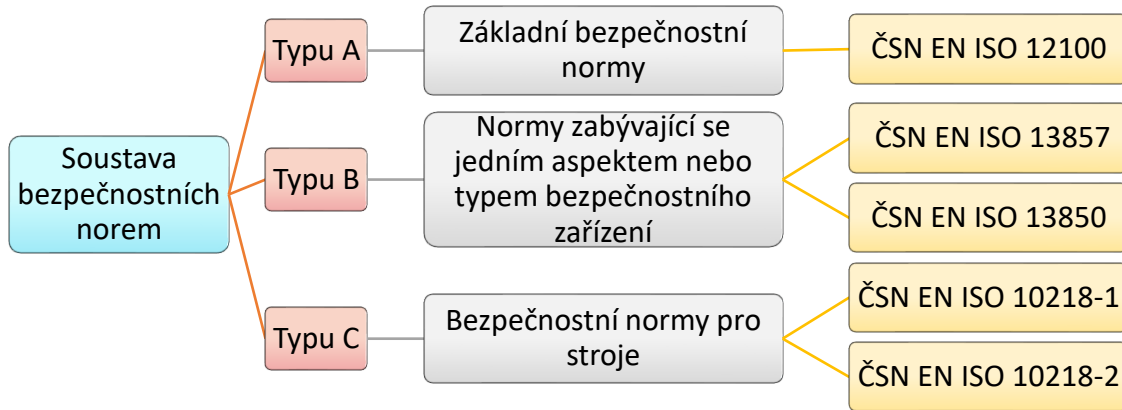 Soustava
bezpečnostních
norem
Typu A
Základní bezpečnostní
normy
ČSN EN ISO 12100
Typu B
Normy zabývající se
jedním aspektem nebo
typem bezpečnostního
zařízení
ČSN EN ISO 13857
ČSN EN ISO 13850
Typu C
Bezpečnostní normy pro
stroje
ČSN EN ISO 10218-1
ČSN EN ISO 10218-2